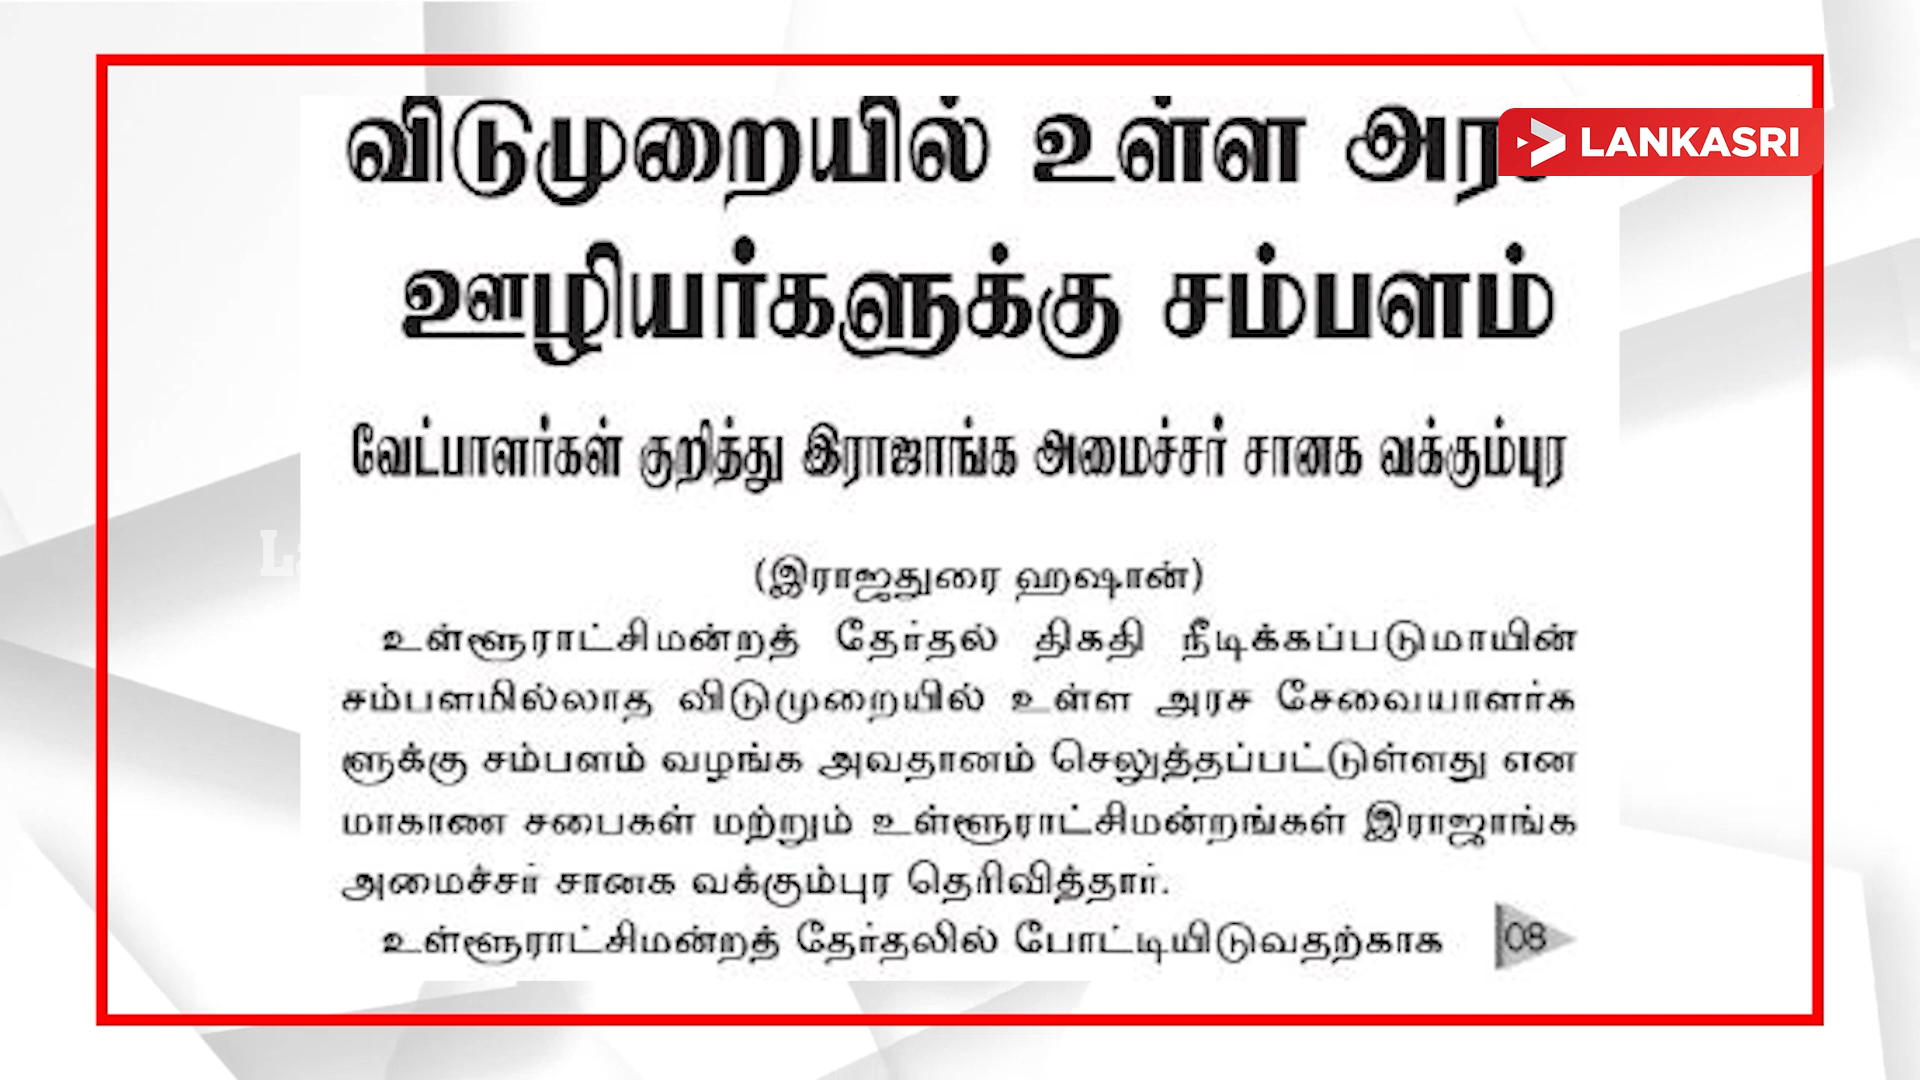 விடுமுறையில் உள்ள
LANKASRI
ஊழியர்களுக்கு சம்பளம்
வேட்பாளர்கள் குறித்து இராஜாங்க அமைச்சர் சானக வக்கும்புர
(இராஜதுரை ஹஷான்)
உள்ளூராட்சிமன்றத் தேர்தல் திகதி நீடிக்கப்படுமாயின்
சம்பளமில்லாத விடுமுறையில் உள்ள அரச சேவையாளர்க
ளுக்கு சம்பளம் வழங்க அவதானம் செலுத்தப்பட்டுள்ளது என
மாகாண சபைகள் மற்றும் உள்ளூராட்சிமன்றங்கள் இராஜாங்க
அமைச்சர் சானக வக்கும்புர தெரிவித்தார்.
உள்ளூராட்சிமன்றத் தேர்தலில் போட்டியிடுவதற்காக 08